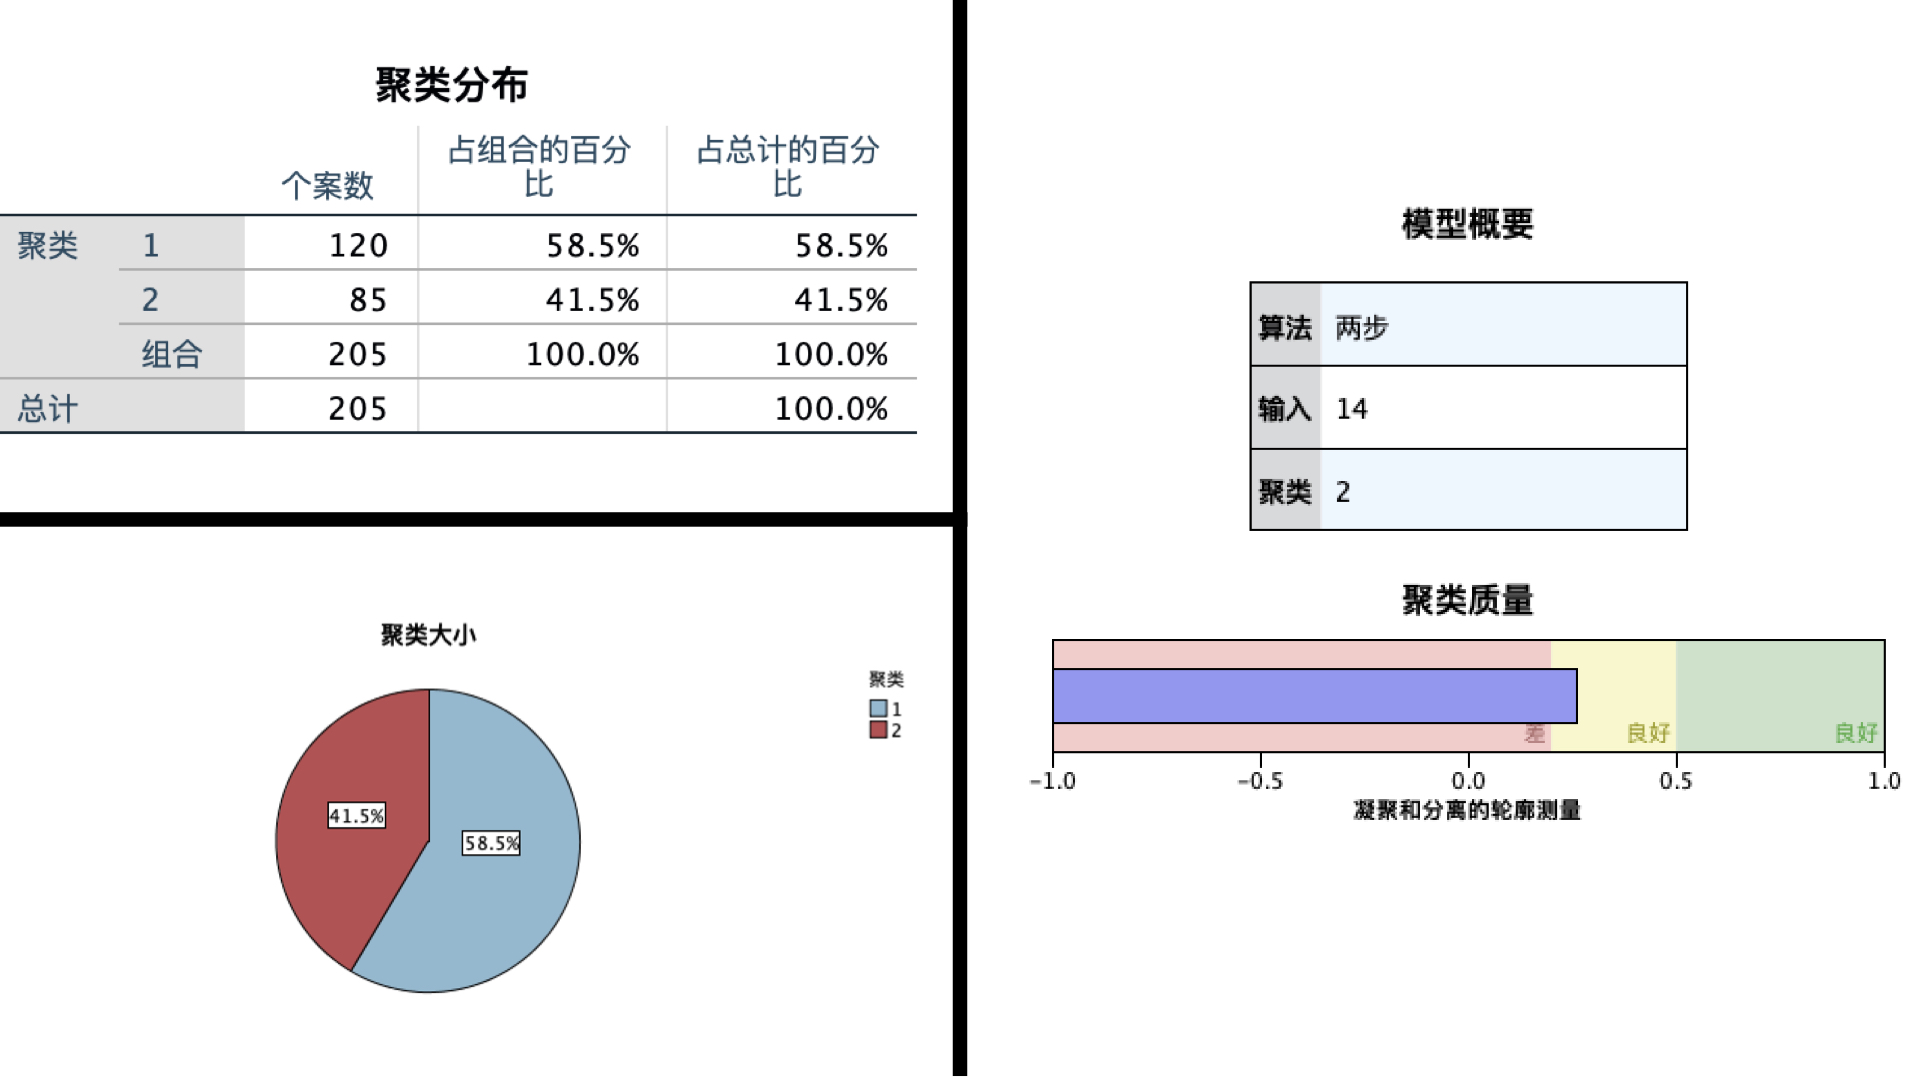 聚类分布
个案数 占组合的百分比 占总计的百分比
聚类 1 120 58.5% 58.5%
2 85 41.5% 41.5%
组合 205 100.0% 100.0%
总计 205 100.0%
聚类大小
聚类
1
2
41.5%
58.5%
模型概要
算法 两步
输入 14
聚类 2
聚类质量
差 良好 良好
-1.0 -0.5 0.0 0.5 1.0
凝聚和分离的轮廓测量